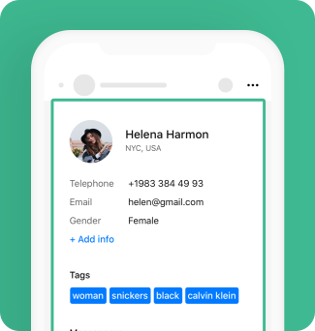 Helena Harmon
NYC, USA
Telephone +1983 384 49 93
Email helen@gmail.com
Gender Female
+ Add info
Tags
woman snickers black calvin klein